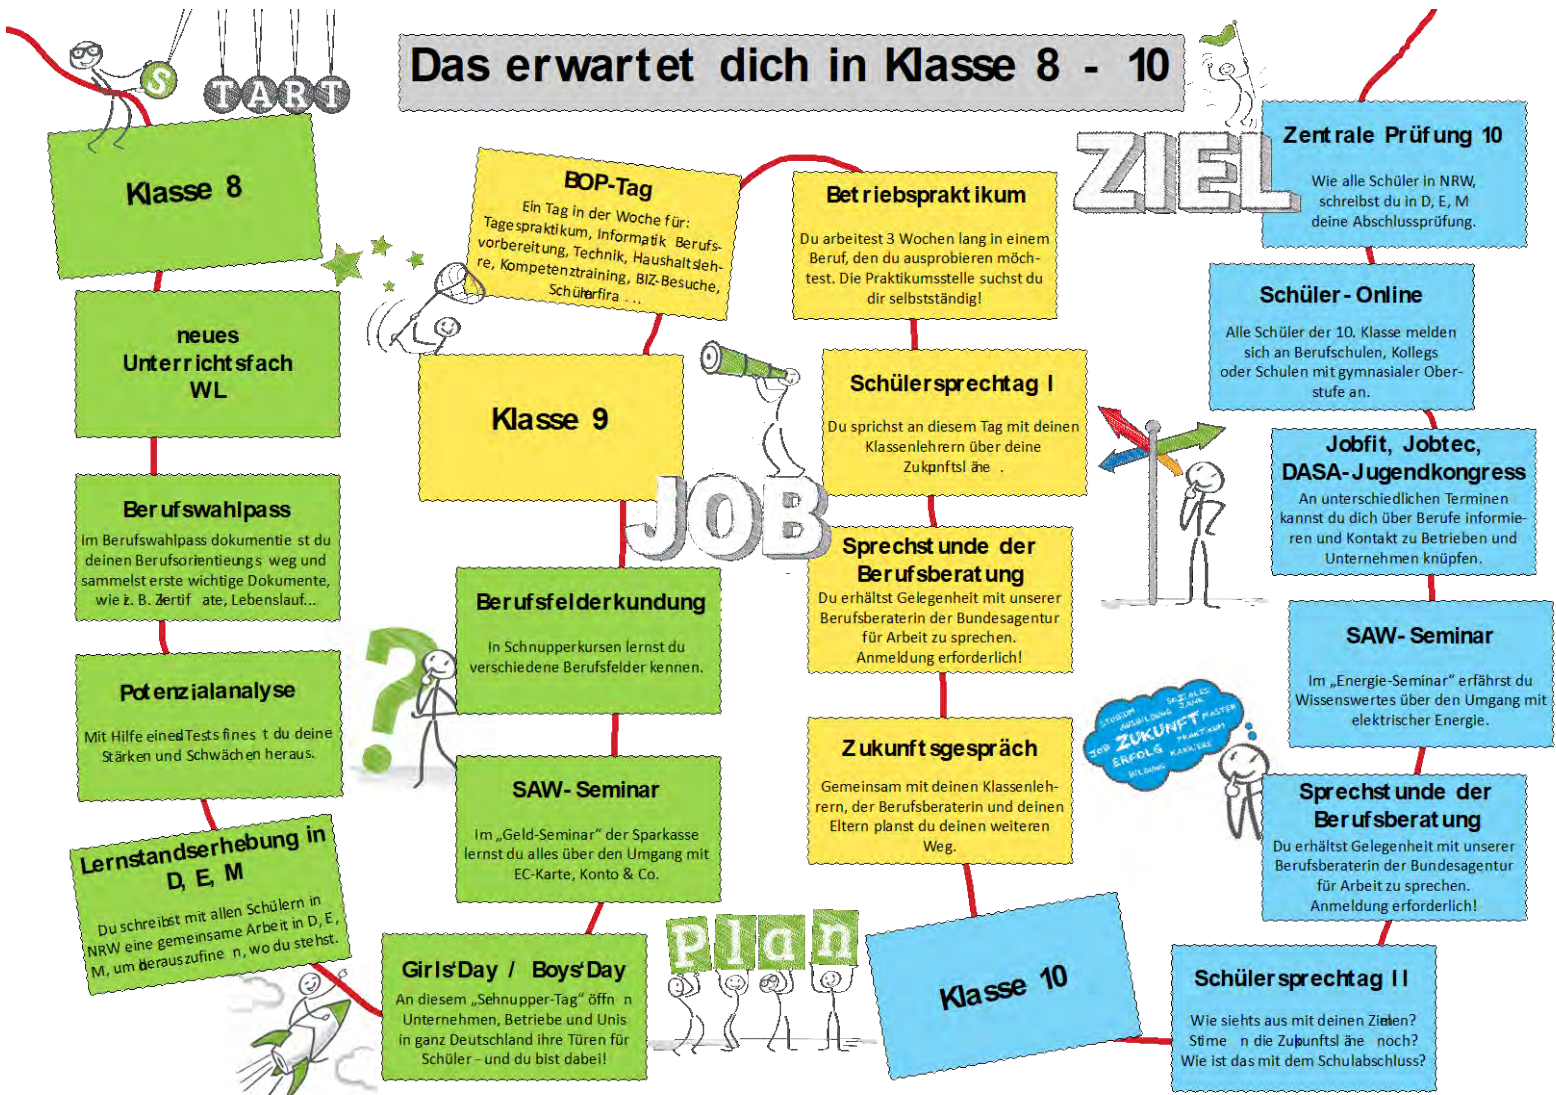 START
Das erwartet dich in Klasse 8 - 10
Klasse 8
neues
Unterrichtsfach
WL
Berufswahlpass
Im Berufswahlpass dokumentie st du
deinen Berufsorientieungs weg und
sammelst erste wichtige Dokumente,
wie z. B. Zertif ate, Lebenslauf...
Potenzialanalyse
Mit Hilfe eines Tests fines t du deine
Stärken und Schwächen heraus.
Lernstandserhebung in
D, E, M
Du schreibst mit allen Schülern in
NRW eine gemeinsame Arbeit in D, E,
M, um herauszufine n, wo du stehst.
Girls'Day / Boys'Day
An diesem „Sehnupper-Tag" öffn n
Unternehmen, Betriebe und Unis
in ganz Deutschland ihre Türen für
Schüler – und du bist dabei!
SAW- Seminar
Im „Geld-Seminar" der Sparkasse
lernst du alles über den Umgang mit
EC-Karte, Konto & Co.
Berufsfelderkundung
In Schnupperkursen lernst du
verschiedene Berufsfelder kennen.
JOB
Klasse 9
BOP-Tag
Ein Tag in der Woche für:
Tagespraktikum, Informatik Berufs-
vorbereitung, Technik, Haushaltsleh-
re, Kompetenztraining, BIZ-Besuche,
Schülerfira ...
Betriebspraktikum
Du arbeitest 3 Wochen lang in einem
Beruf, den du ausprobieren möch-
test. Die Praktikumsstelle suchst du
dir selbstständig!
Schülersprechtag I
Du sprichst an diesem Tag mit deinen
Klassenlehrern über deine
Zukunftsl äne .
Sprechstunde der
Berufsberatung
Du erhältst Gelegenheit mit unserer
Berufsberaterin der Bundesagentur
für Arbeit zu sprechen.
Anmeldung erforderlich!
Zukunftsgespräch
Gemeinsam mit deinen Klassenleh-
rern, der Berufsberaterin und deinen
Eltern planst du deinen weiteren
Weg.
Plan
Klasse 10
Schülersprechtag II
Wie siehts aus mit deinen Zielen?
Stime n die Zukunftsl äne noch?
Wie ist das mit dem Schulabschluss?
Sprechstunde der
Berufsberatung
Du erhältst Gelegenheit mit unserer
Berufsberaterin der Bundesagentur
für Arbeit zu sprechen.
Anmeldung erforderlich!
STUDIUM
SOZIALES
JAHR
AUSBILDUNG
MASTER
JOB ZUKUNFT
PRAKTIKUM
ERFOLG KARRIERE
BILDUNG
SAW- Seminar
Im „Energie-Seminar" erfährst du
Wissenswertes über den Umgang mit
elektrischer Energie.
Jobfit, Jobtec,
DASA-Jugendkongress
An unterschiedlichen Terminen
kannst du dich über Berufe informie-
ren und Kontakt zu Betrieben und
Unternehmen knüpfen.
Schüler- Online
Alle Schüler der 10. Klasse melden
sich an Berufschulen, Kollegs
oder Schulen mit gymnasialer Ober-
stufe an.
Zentrale Prüfung 10
Wie alle Schüler in NRW,
schreibst du in D, E, M
deine Abschlussprüfung.
ZIEL